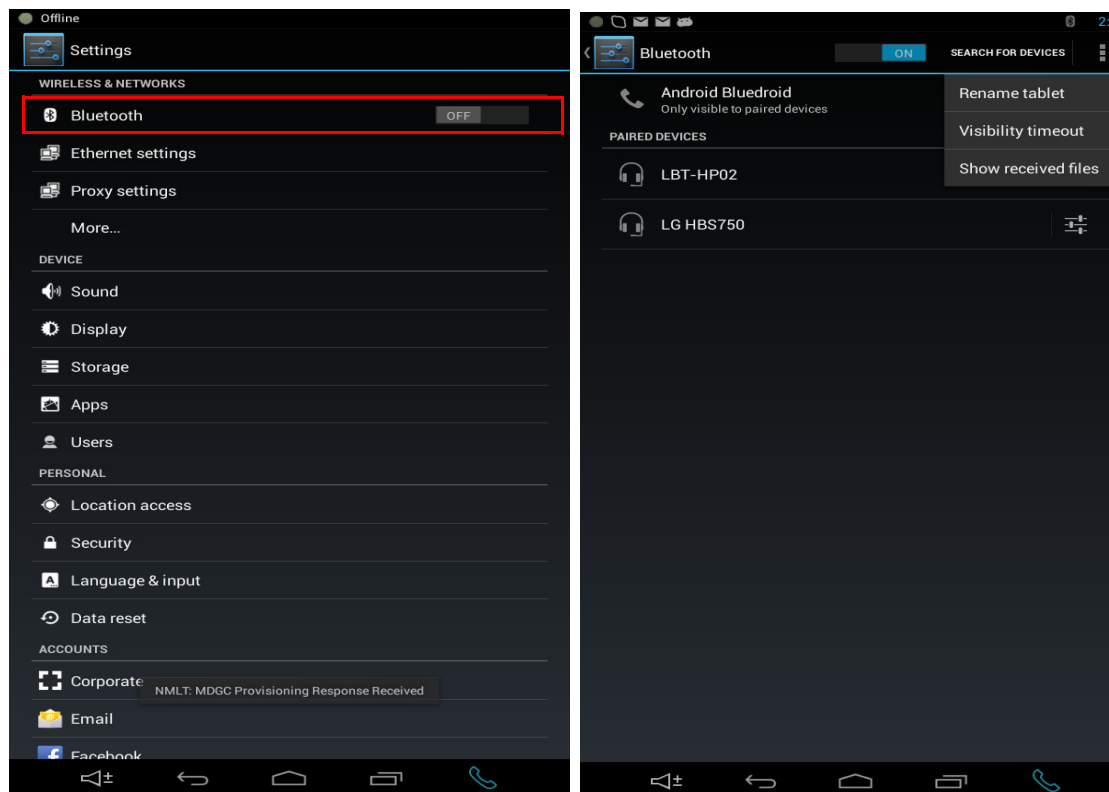 Offline
Settings
WIRELESS & NETWORKS
Bluetooth OFF
Ethernet settings
Proxy settings
More...
DEVICE
Sound
Display
Storage
Apps
Users
PERSONAL
Location access
Security
A Language & input
Data reset
ACCOUNTS
Corporate
NMLT: MDGC Provisioning Response Received
Email
Facebook
2:
Bluetooth ON SEARCH FOR DEVICES
Android Bluedroid
Only visible to paired devices
Rename tablet
Visibility timeout
Show received files
PAIRED DEVICES
LBT-HP02
LG HBS750